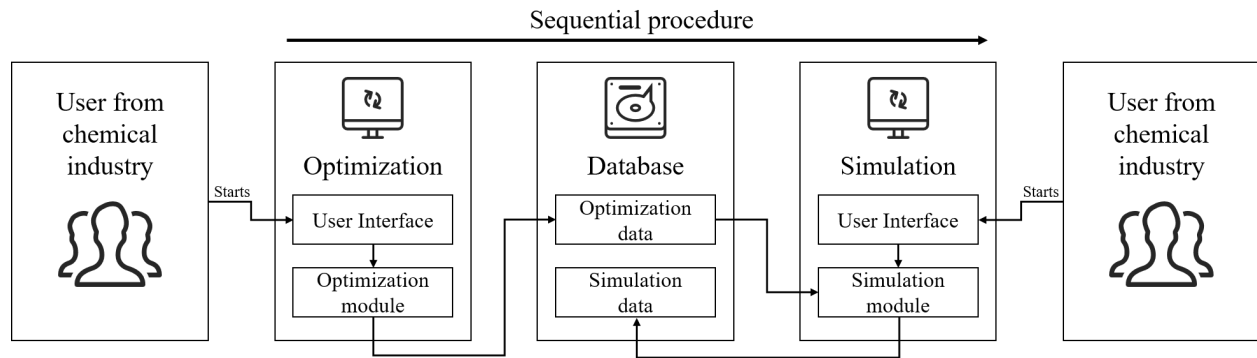 Sequential procedure
User from
chemical
industry
Starts
Optimization
User Interface
Optimization
module
Database
Optimization
data
Simulation
data
Simulation
User Interface
Simulation
module
Starts
User from
chemical
industry